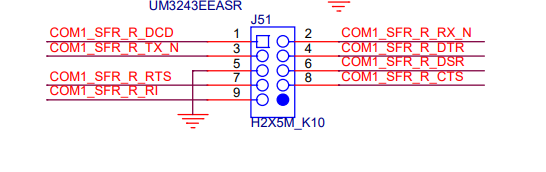 UM3243EEASR
J51
COM1_SFR_R_DCD 1 2 COM1_SFR_R_RX_N
COM1_SFR_R_TX_N 3 4 COM1_SFR_R_DTR
5 6 COM1_SFR_R_DSR
COM1_SFR_R_RTS 7 8 COM1_SFR_R_CTS
COM1_SFR_R_RI 9
H2X5M_K10